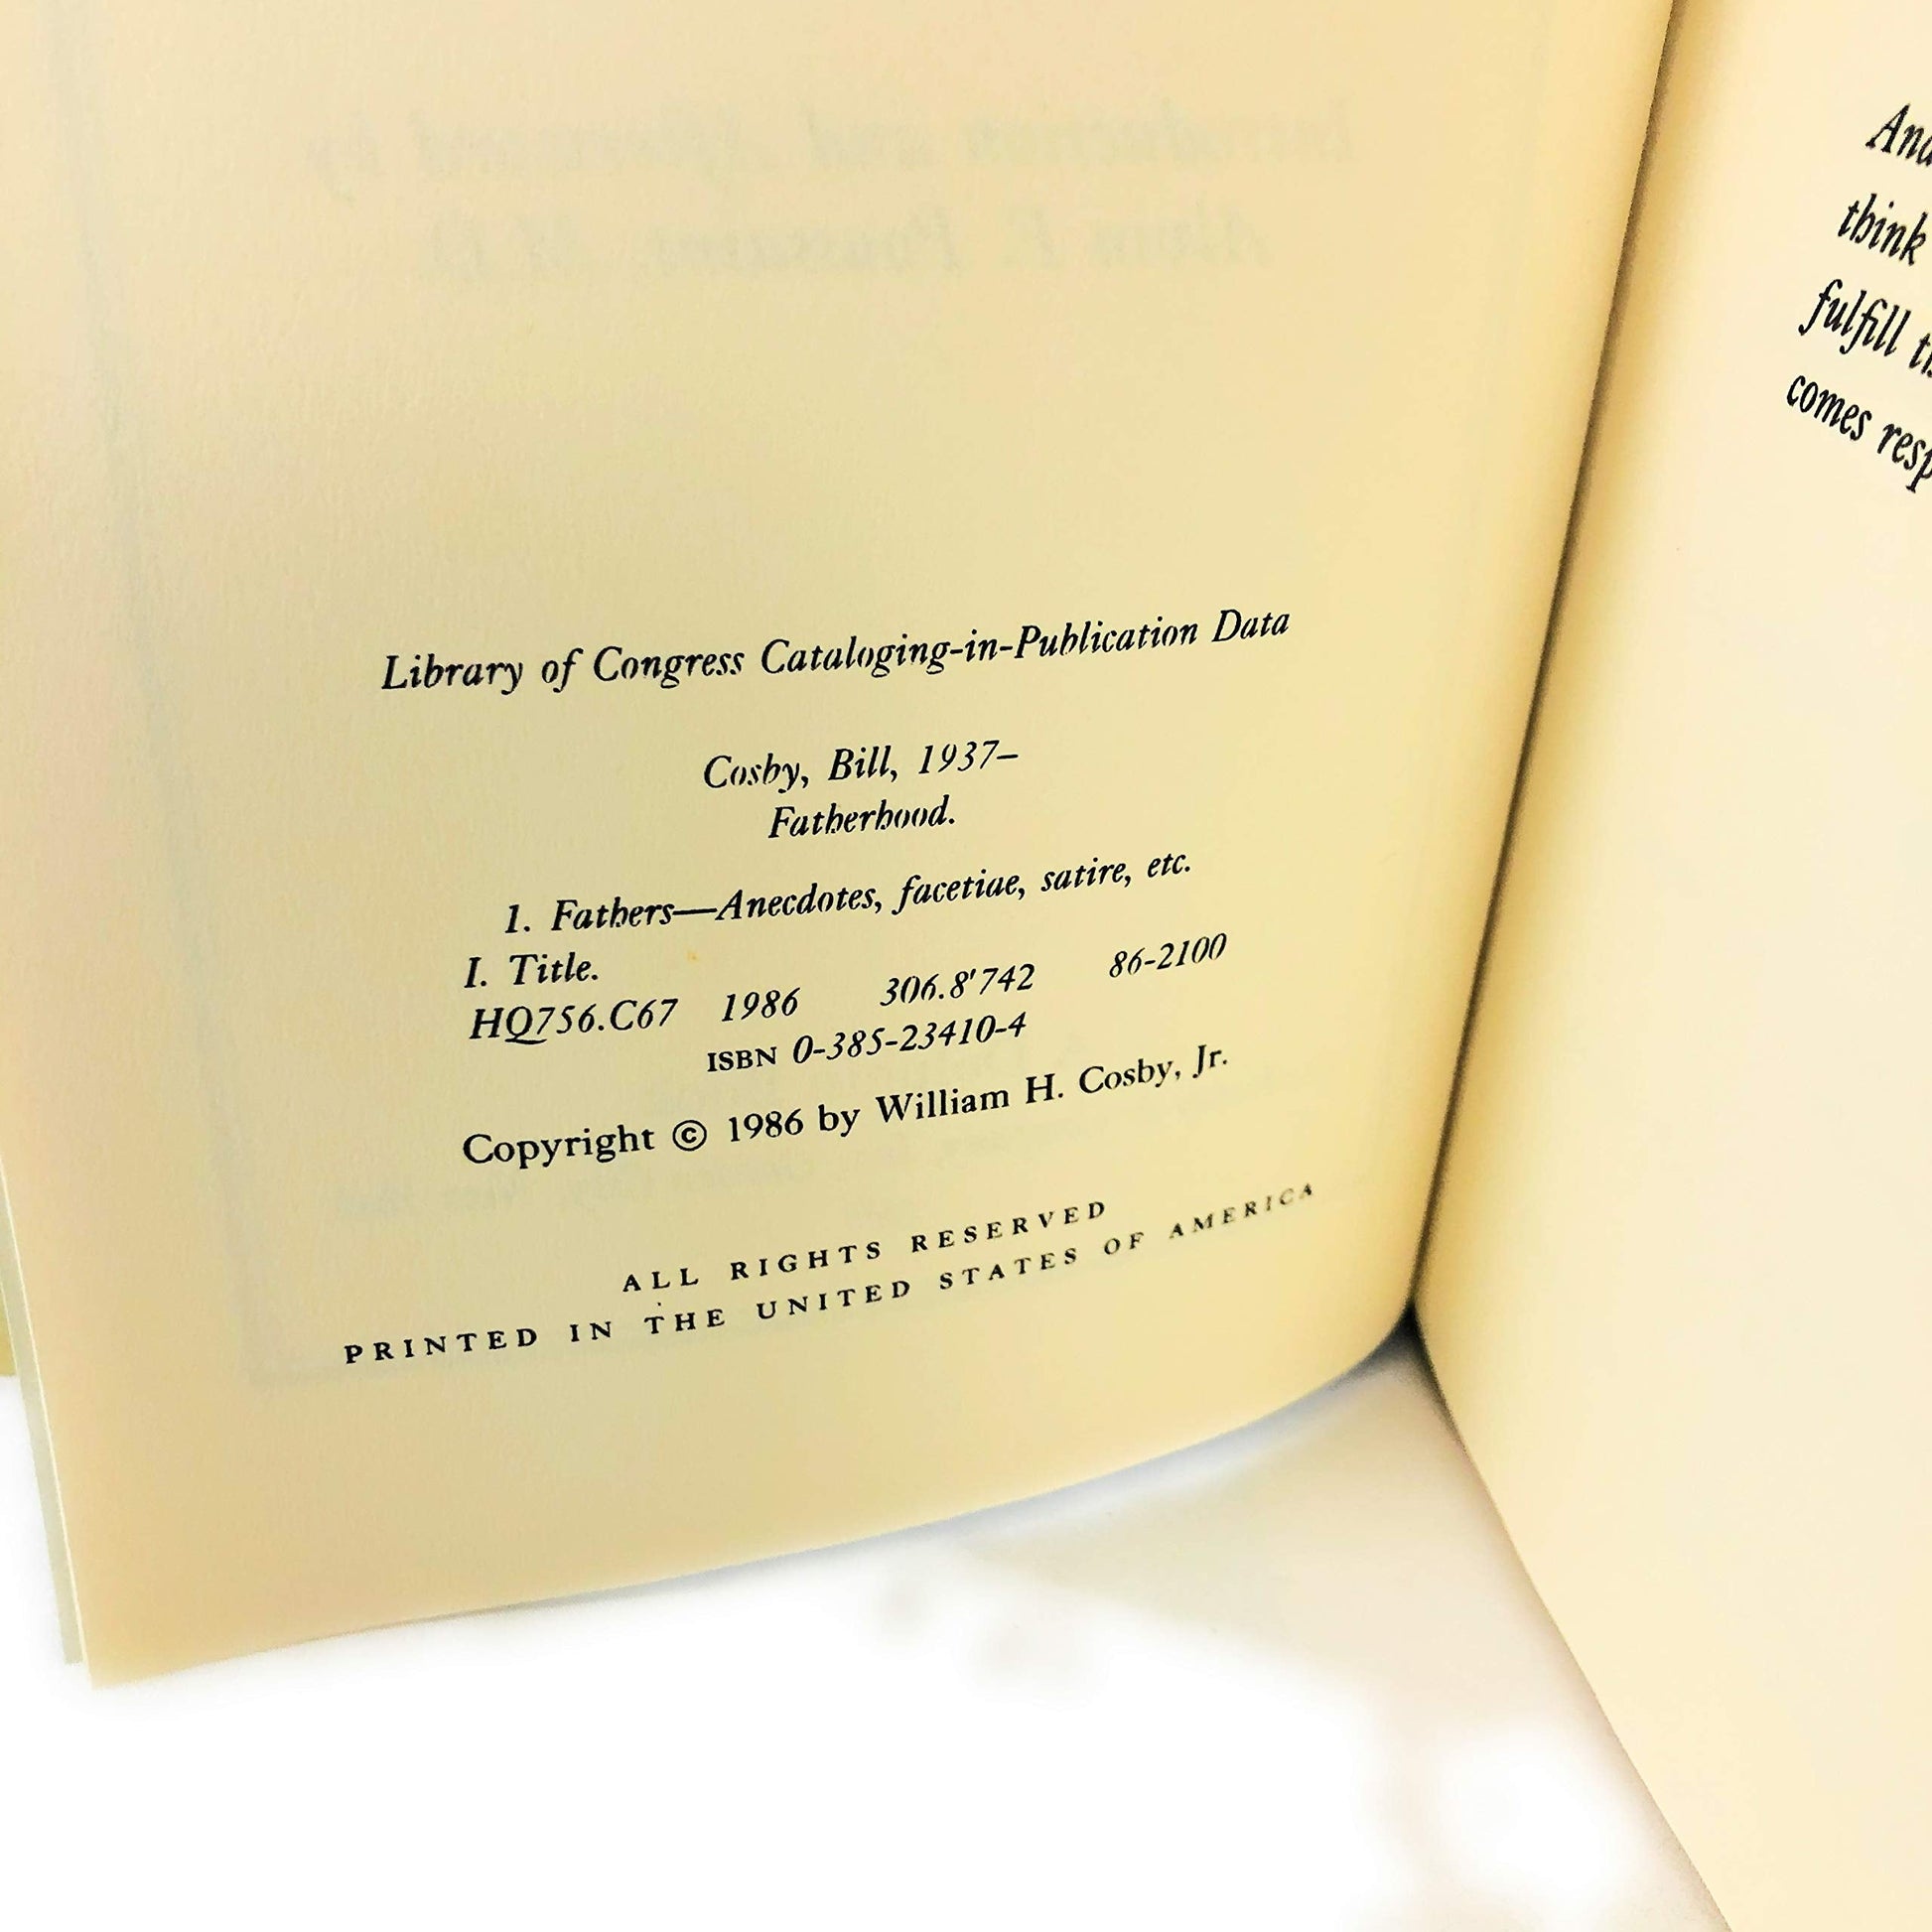 Library of Congress Cataloging-in-Publication Data
Cosby, Bill, 1937–
Fatherhood.
1. Fathers—Anecdotes, facetiae, satire, etc.
I. Title.
HQ756.C67 1986 306.8'742 86-2100
ISBN 0-385-23410-4
Copyright © 1986 by William H. Cosby, Jr.
ALL RIGHTS RESERVED
PRINTED IN THE UNITED STATES OF AMERICA
think
fulfill
comes